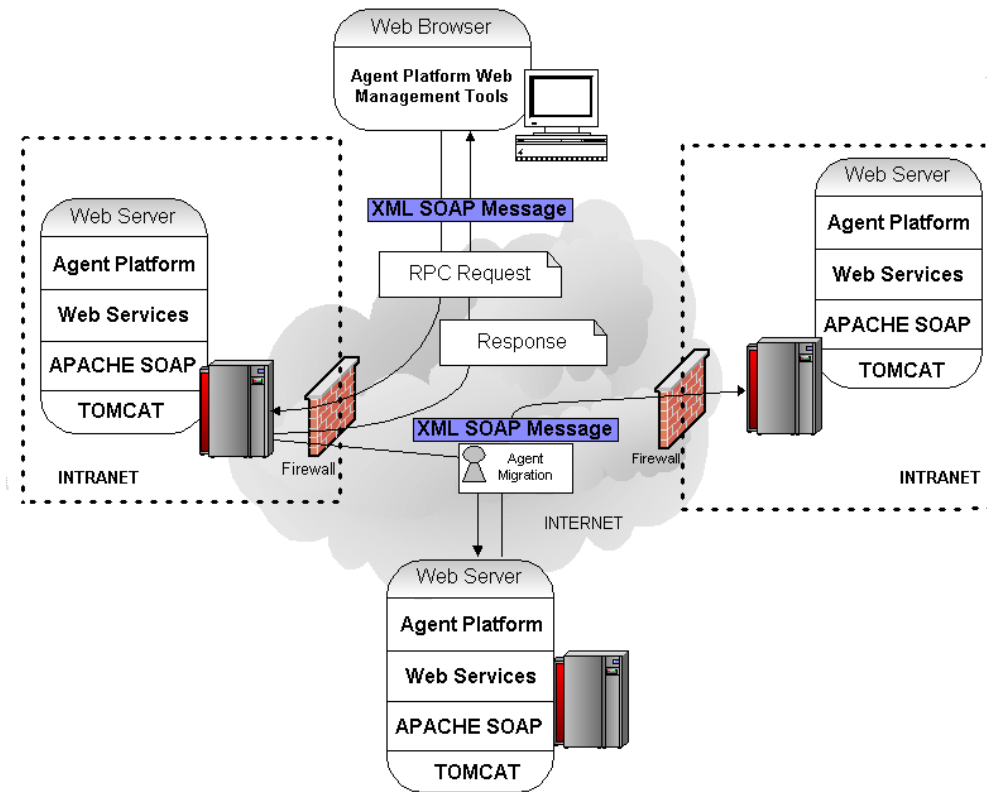 Web Browser
Agent Platform Web
Management Tools
XML SOAP Message
RPC Request
Response
Web Server
Agent Platform
Web Services
APACHE SOAP
TOMCAT
INTRANET
Firewall
XML SOAP Message
Agent
Migration
INTERNET
Firewall
Web Server
Agent Platform
Web Services
APACHE SOAP
TOMCAT
INTRANET
Web Server
Agent Platform
Web Services
APACHE SOAP
TOMCAT